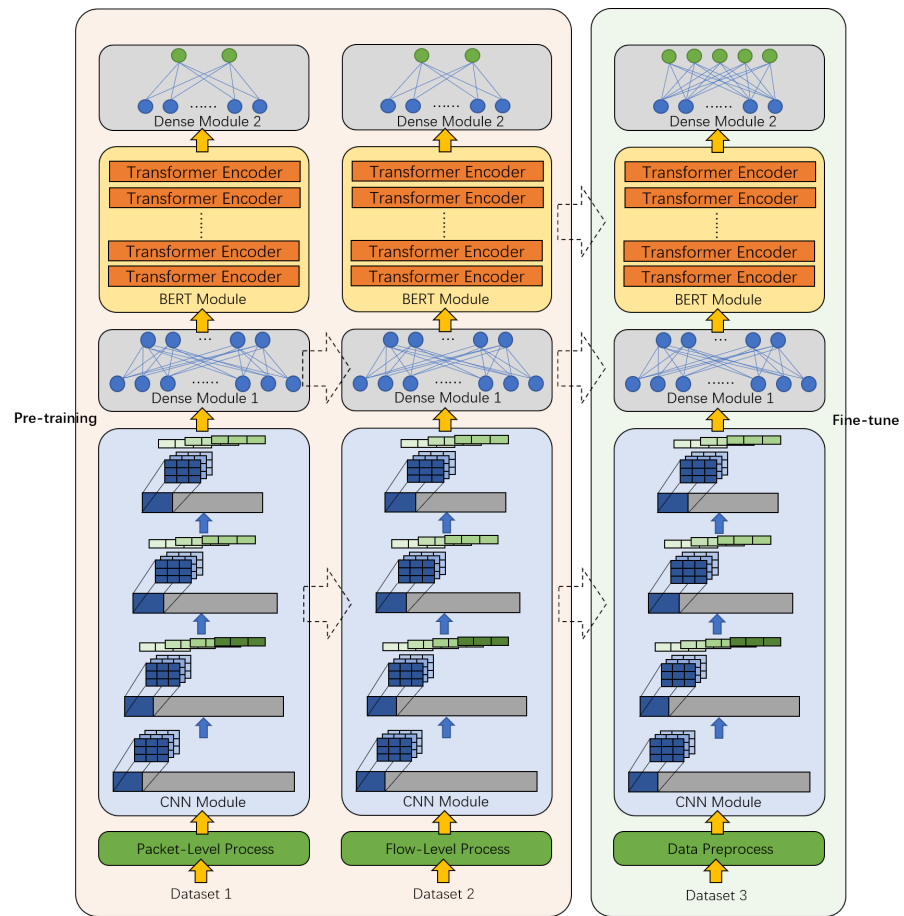 Dense Module 2
Transformer Encoder
Transformer Encoder
Transformer Encoder
Transformer Encoder
BERT Module
Dense Module 1
Pre-training
CNN Module
Packet-Level Process
Dataset 1
Dense Module 2
Transformer Encoder
Transformer Encoder
Transformer Encoder
Transformer Encoder
BERT Module
Dense Module 1
CNN Module
Flow-Level Process
Dataset 2
Dense Module 2
Transformer Encoder
Transformer Encoder
Transformer Encoder
Transformer Encoder
BERT Module
Dense Module 1
Fine-tune
CNN Module
Data Preprocess
Dataset 3